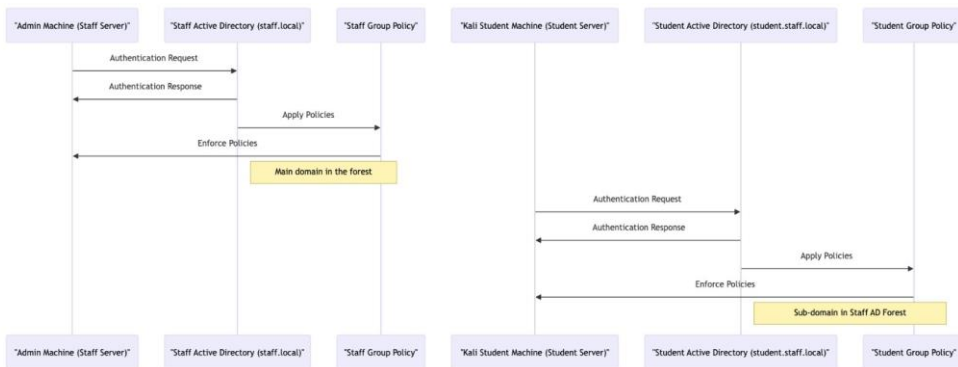 "Admin Machine (Staff Server)"
"Staff Active Directory (staff.local)"
"Staff Group Policy"
"Kali Student Machine (Student Server)"
"Student Active Directory (student.staff.local)"
"Student Group Policy"
Authentication Request
Authentication Response
Apply Policies
Enforce Policies
Main domain in the forest
Authentication Request
Authentication Response
Apply Policies
Enforce Policies
Sub-domain in Staff AD Forest
"Admin Machine (Staff Server)"
"Staff Active Directory (staff.local)"
"Staff Group Policy"
"Kali Student Machine (Student Server)"
"Student Active Directory (student.staff.local)"
"Student Group Policy"